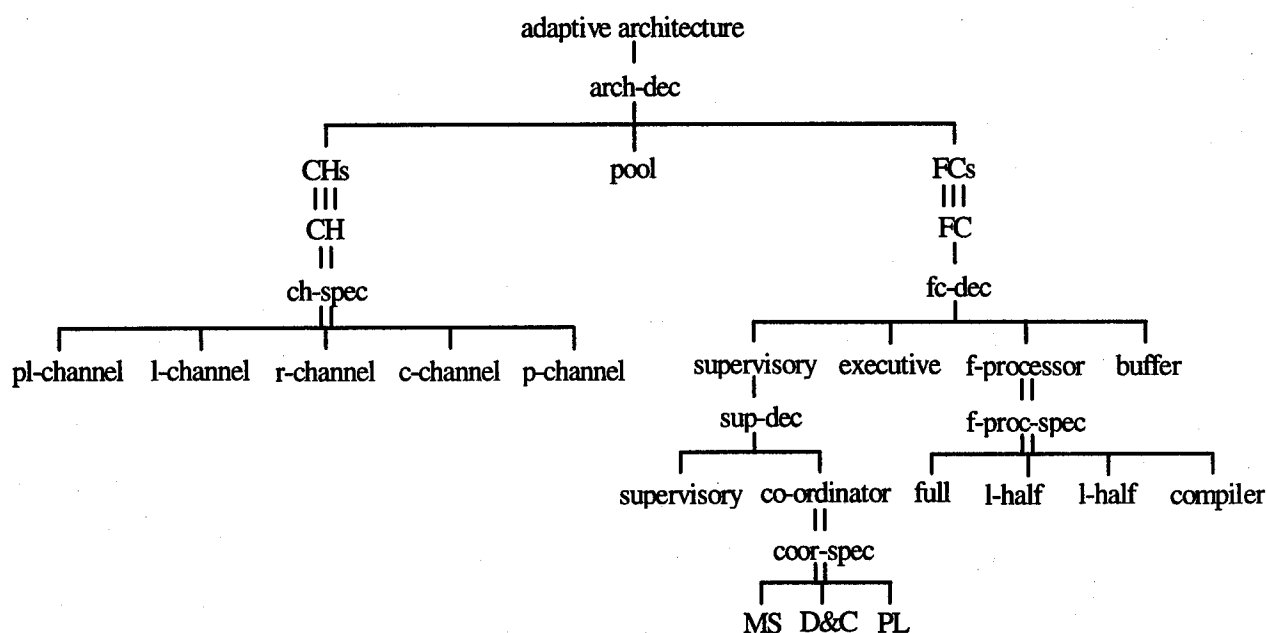 adaptive architecture
arch-dec
CHs pool FCs
CH FC
ch-spec fc-dec
pl-channel l-channel r-channel c-channel p-channel supervisory executive f-processor buffer
sup-dec f-proc-spec
supervisory co-ordinator full l-half l-half compiler
coor-spec
MS D&C PL